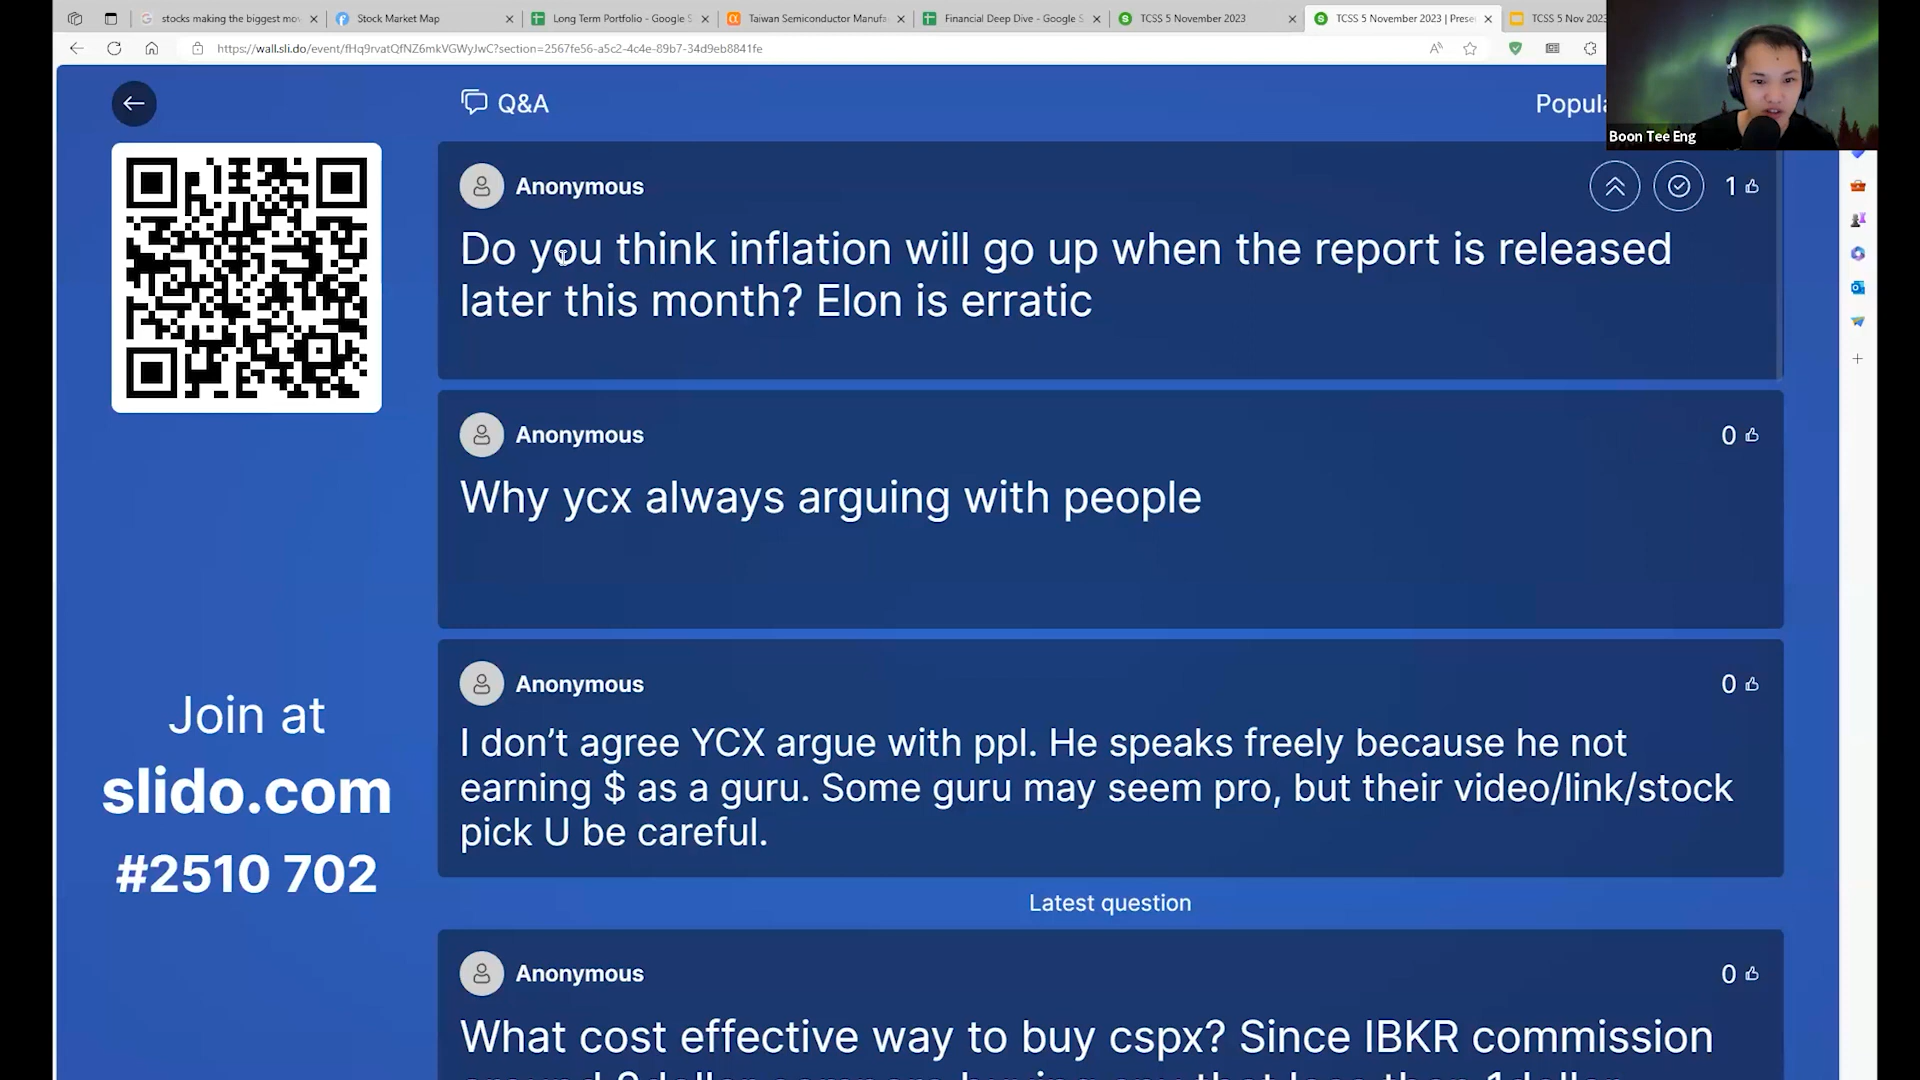 stocks making the biggest mo
Stock Market Map
Long Term Portfolio - Google S
Taiwan Semiconductor Manufa
Financial Deep Dive - Google S
TCSS 5 November 2023
TCSS 5 November 2023 | Prese
TCSS 5 Nov 2023
https://wall.sli.do/event/fHq9rvatQfNZ6mkVGWyJwC?section=2567fe56-a5c2-4c4e-89b7-34d9eb8841fe
Boon Tee Eng
Q&A
Popula
Anonymous
1
Do you think inflation will go up when the report is released
later this month? Elon is erratic
Anonymous
0
Why ycx always arguing with people
Anonymous
0
I don’t agree YCX argue with ppl. He speaks freely because he not
earning $ as a guru. Some guru may seem pro, but their video/link/stock
pick U be careful.
Join at
slido.com
#2510 702
Latest question
Anonymous
0
What cost effective way to buy cspx? Since IBKR commission